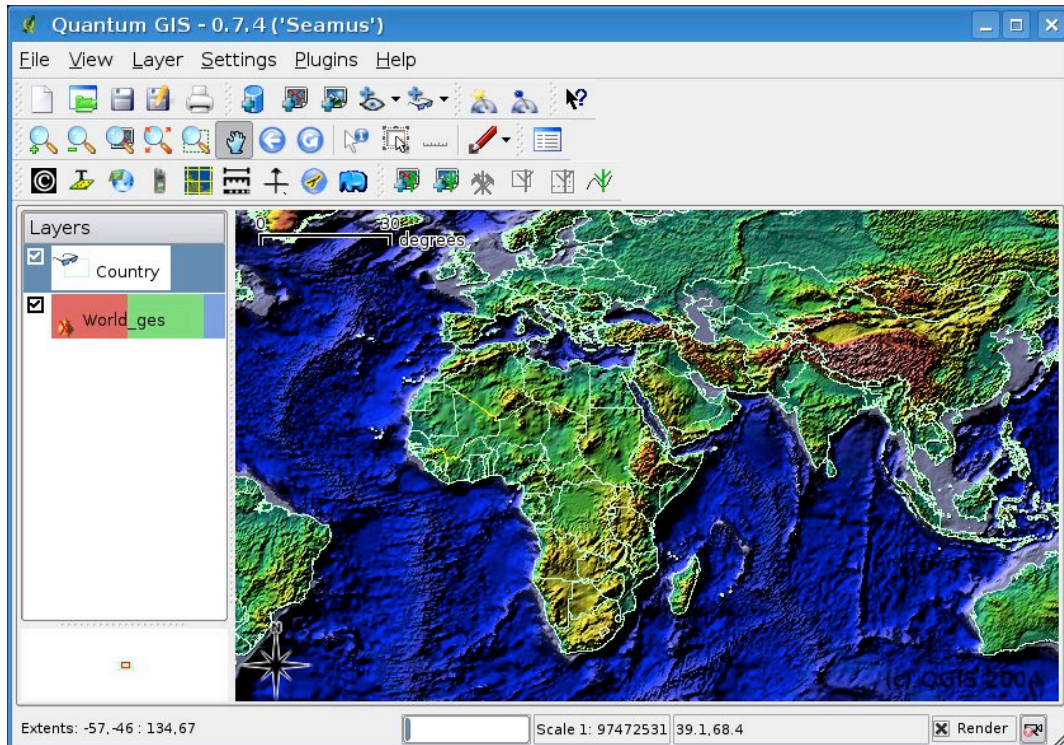 Quantum GIS - 0.7.4 ('Seamus')
File View Layer Settings Plugins Help
Layers
Country
World_ges
0 30 degrees
N
(c) QGIS
Extents: -57,-46 : 134,67
Scale 1: 97472531
39.1,68.4
Render